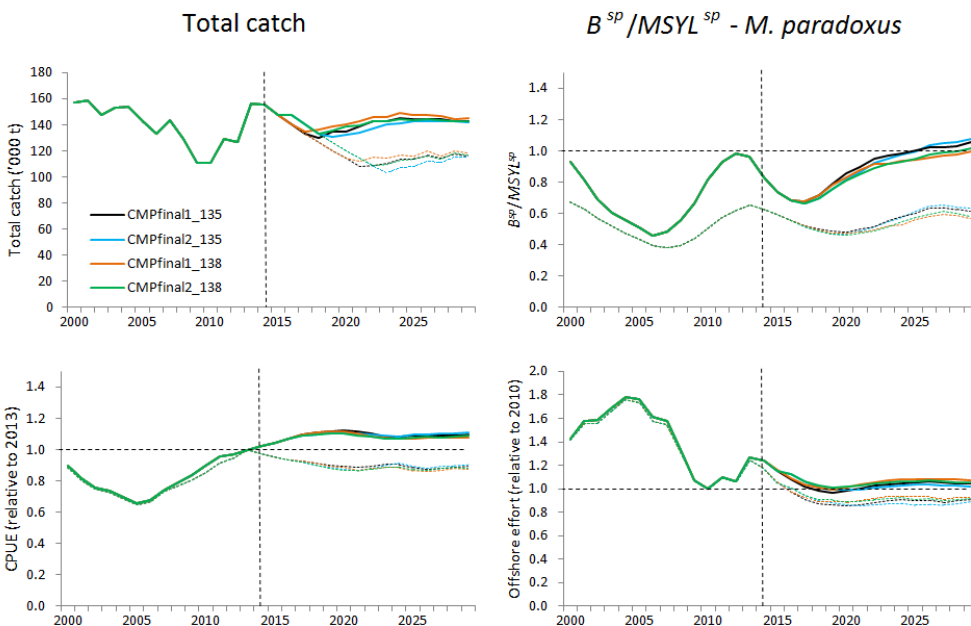 Total catch
B sp /MSYL sp - M. paradoxus
Total catch ('000 t)
180
160
140
120
100
80
60
40
20
0
CMPfinal1_135
CMPfinal2_135
CMPfinal1_138
CMPfinal2_138
2000 2005 2010 2015 2020 2025
Bsp/MSYLsp
1.4
1.2
1.0
0.8
0.6
0.4
0.2
0.0
2000 2005 2010 2015 2020 2025
CPUE (relative to 2013)
1.4
1.2
1.0
0.8
0.6
0.4
0.2
0.0
2000 2005 2010 2015 2020 2025
Offshore effort (relative to 2010)
2.0
1.8
1.6
1.4
1.2
1.0
0.8
0.6
0.4
0.2
0.0
2000 2005 2010 2015 2020 2025